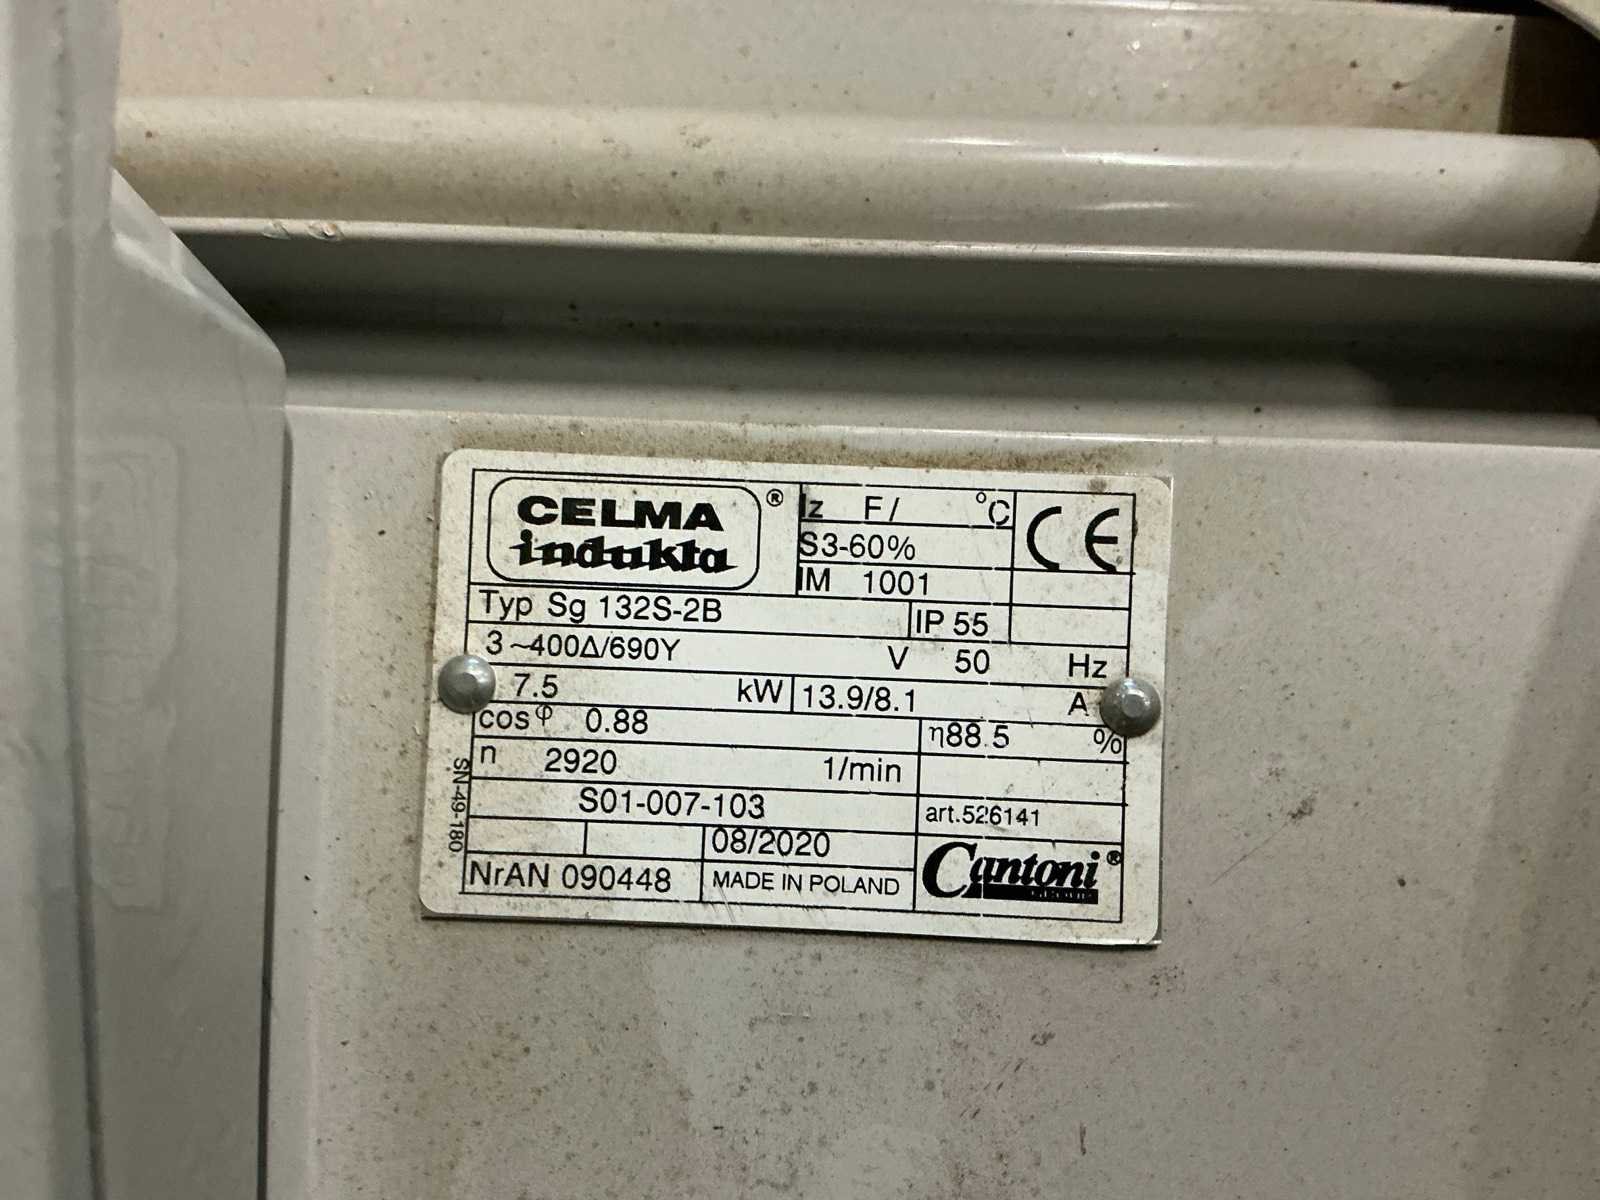 CELMA ®
indukta
Iz F/ °C
S3-60%
IM 1001
CE
Typ Sg 132S-2B
IP 55
3~400Δ/690Y V 50 Hz
7.5 kW 13.9/8.1 A
cos φ 0.88
η88.5 %
n 2920 1/min
S01-007-103
art.526141
08/2020
NrAN 090448
MADE IN POLAND
Cantoni ®
SN-49-180